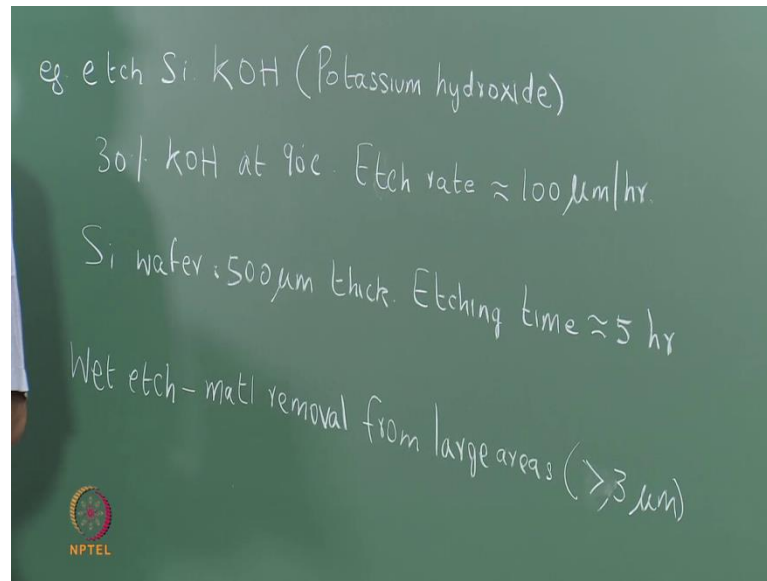 eg. etch Si. KOH (Potassium hydroxide)
30% KOH at 90°C. Etch rate ≈ 100 μm/hr.
Si wafer: 500 μm thick. Etching time ≈ 5 hr
Wet etch - matl removal from large areas (≥3 μm)
NPTEL